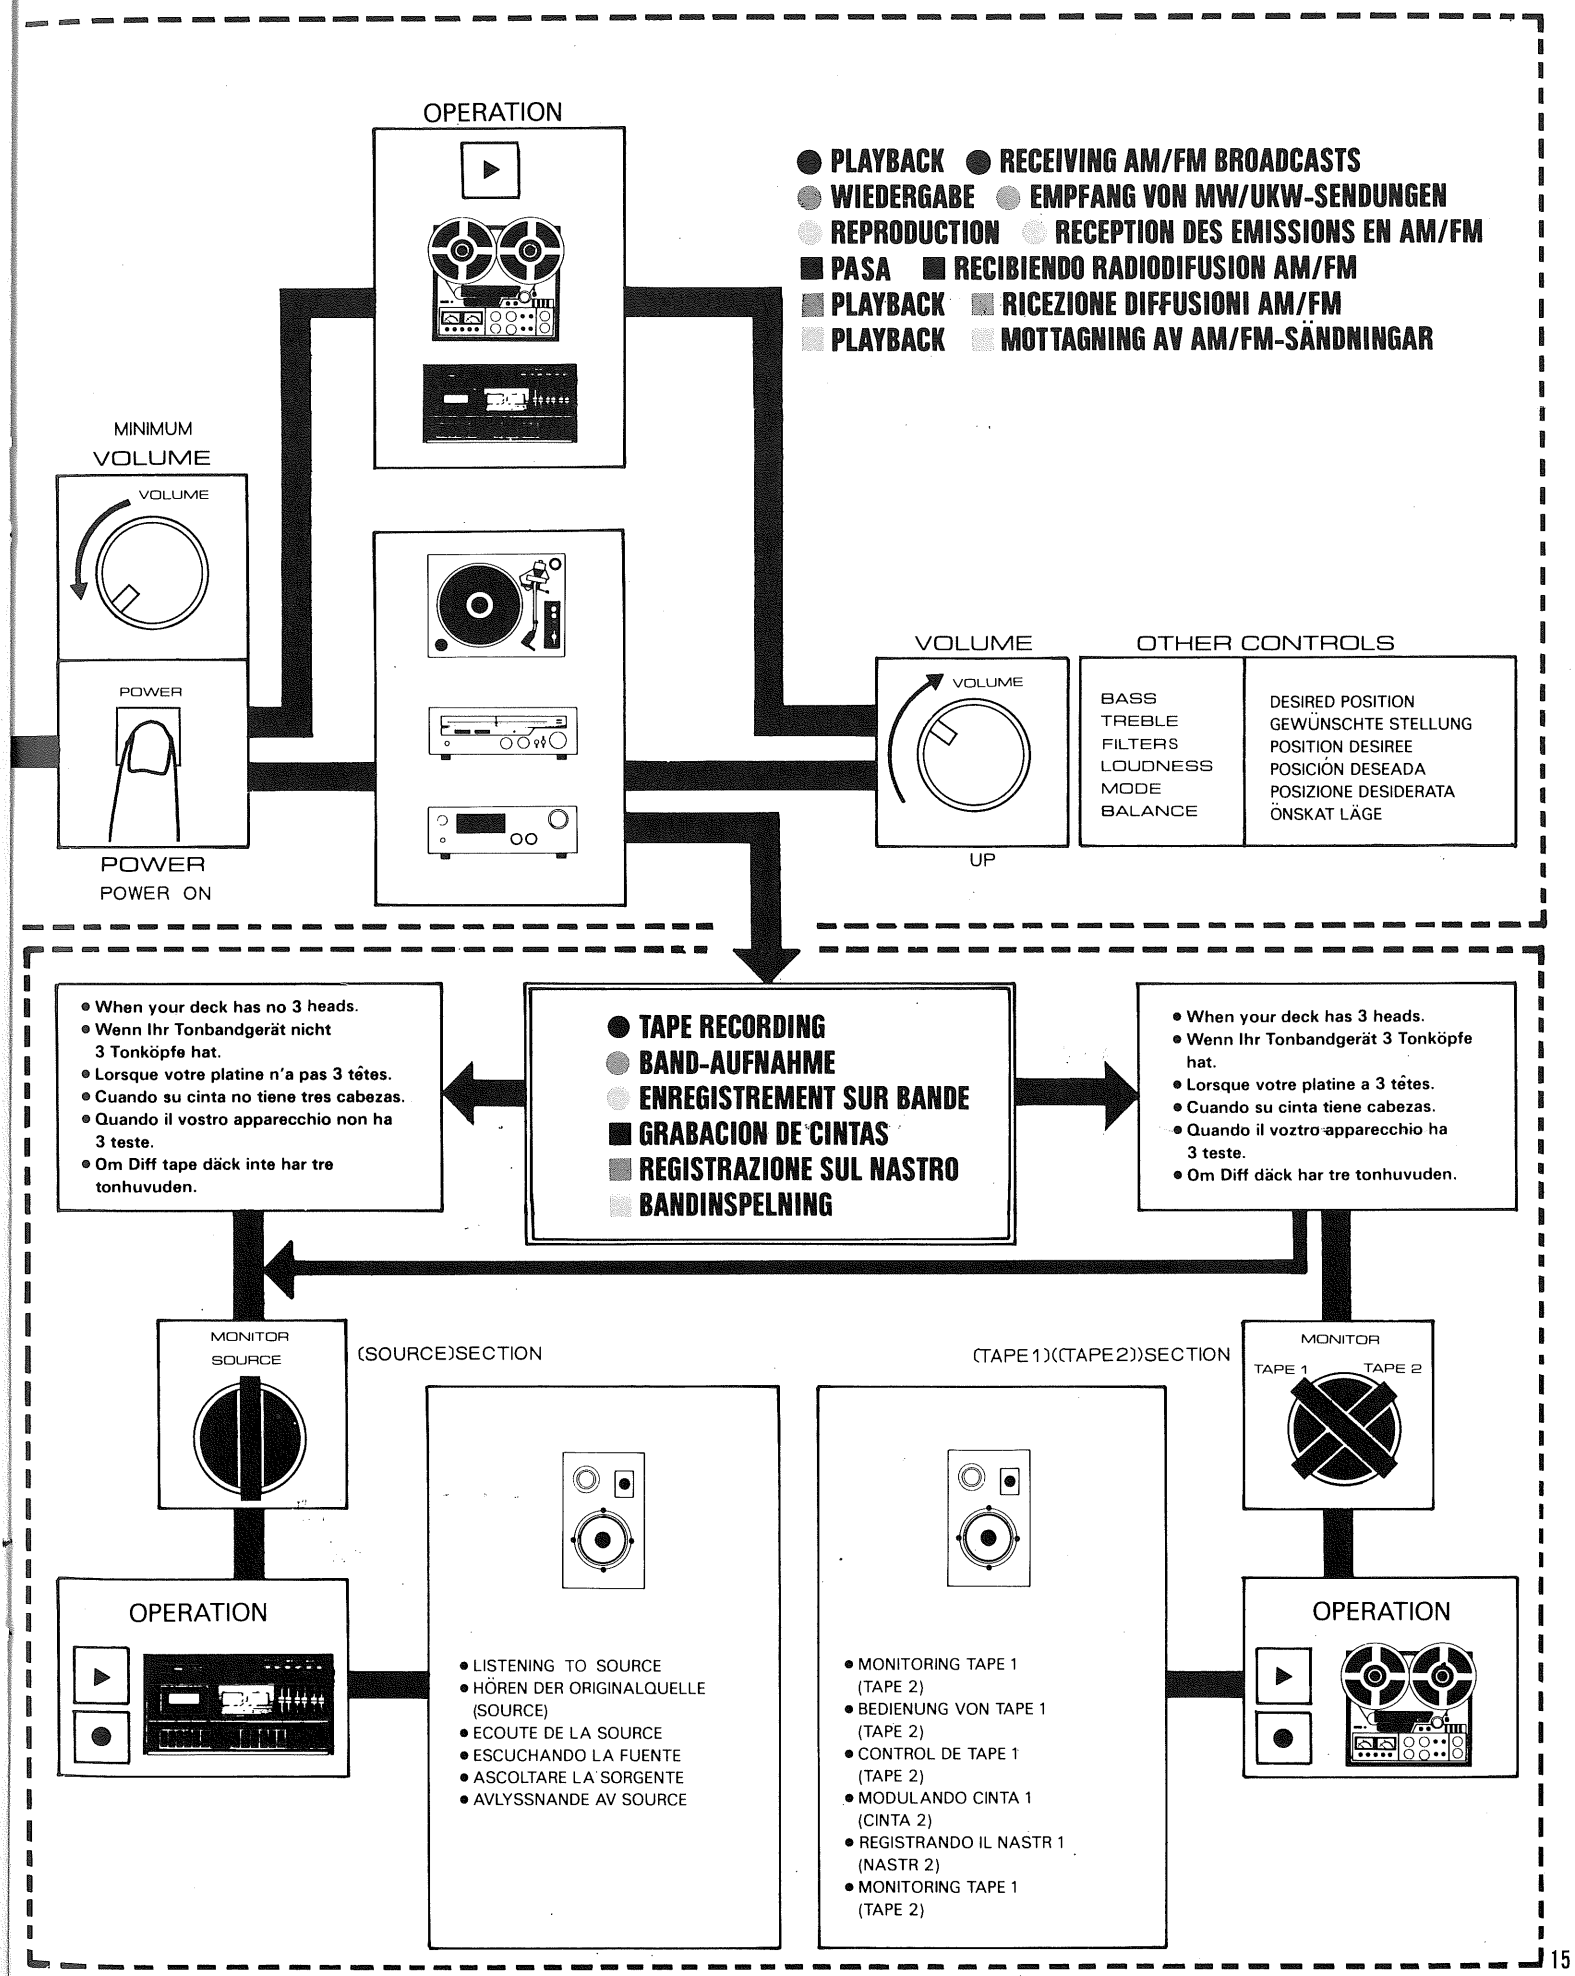 OPERATION
● PLAYBACK ● RECEIVING AM/FM BROADCASTS
● WIEDERGABE ● EMPFANG VON MW/UKW-SENDUNGEN
● REPRODUCTION ● RECEPTION DES EMISSIONS EN AM/FM
■ PASA ■ RECIBIENDO RADIODIFUSION AM/FM
■ PLAYBACK ■ RICEZIONE DIFFUSIONI AM/FM
■ PLAYBACK ■ MOTTAGNING AV AM/FM-SÄNDNINGAR
MINIMUM
VOLUME
VOLUME
POWER
POWER
POWER ON
VOLUME
VOLUME
UP
OTHER CONTROLS
BASS
TREBLE
FILTERS
LOUDNESS
MODE
BALANCE
DESIRED POSITION
GEWÜNSCHTE STELLUNG
POSITION DESIREE
POSICIÓN DESEADA
POSIZIONE DESIDERATA
ÖNSKAT LÄGE
● When your deck has no 3 heads.
● Wenn Ihr Tonbandgerät nicht
3 Tonköpfe hat.
● Lorsque votre platine n'a pas 3 têtes.
● Cuando su cinta no tiene tres cabezas.
● Quando il vostro apparecchio non ha
3 teste.
● Om Diff tape däck inte har tre
tonhuvuden.
● TAPE RECORDING
● BAND-AUFNAHME
● ENREGISTREMENT SUR BANDE
■ GRABACION DE CINTAS
■ REGISTRAZIONE SUL NASTRO
■ BANDINSPELNING
● When your deck has 3 heads.
● Wenn Ihr Tonbandgerät 3 Tonköpfe
hat.
● Lorsque votre platine a 3 têtes.
● Cuando su cinta tiene cabezas.
● Quando il voztro apparecchio ha
3 teste.
● Om Diff däck har tre tonhuvuden.
MONITOR
SOURCE
(SOURCE)SECTION
(TAPE1)((TAPE2))SECTION
MONITOR
TAPE 1 TAPE 2
OPERATION
● LISTENING TO SOURCE
● HÖREN DER ORIGINALQUELLE
(SOURCE)
● ECOUTE DE LA SOURCE
● ESCUCHANDO LA FUENTE
● ASCOLTARE LA SORGENTE
● AVLYSSNANDE AV SOURCE
● MONITORING TAPE 1
(TAPE 2)
● BEDIENUNG VON TAPE 1
(TAPE 2)
● CONTROL DE TAPE 1
(TAPE 2)
● MODULANDO CINTA 1
(CINTA 2)
● REGISTRANDO IL NASTR 1
(NASTR 2)
● MONITORING TAPE 1
(TAPE 2)
OPERATION
15